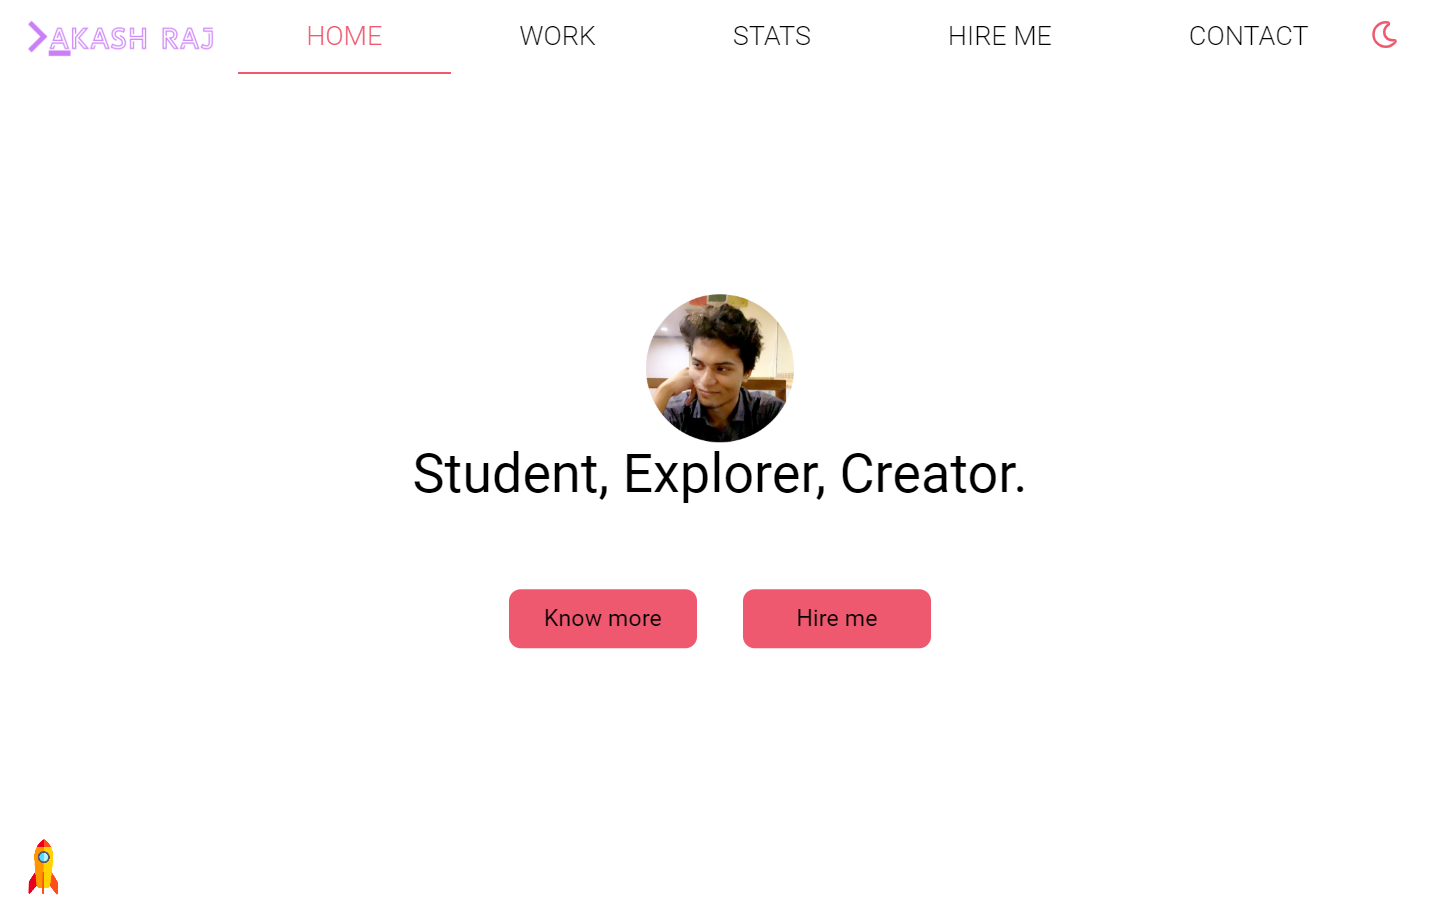 AKASH RAJ
HOME
WORK
STATS
HIRE ME
CONTACT
Student, Explorer, Creator.
Know more
Hire me